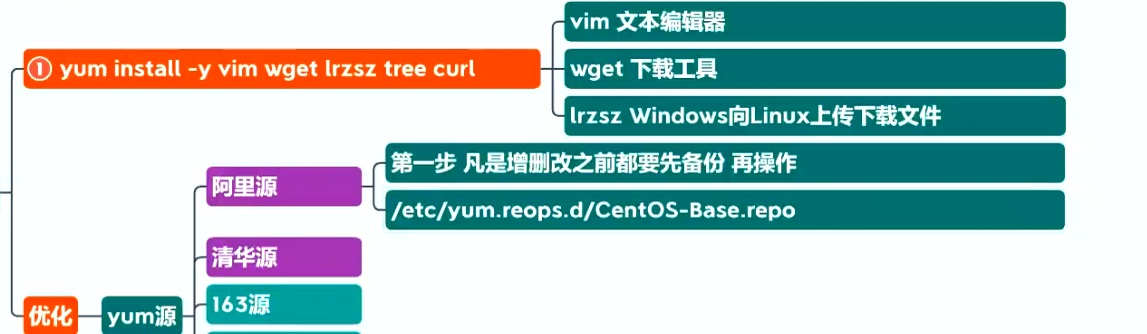 ① yum install -y vim wget lrzsz tree curl
vim 文本编辑器
wget 下载工具
lrzsz Windows向Linux上传下载文件
优化
yum源
阿里源
第一步 凡是增删改之前都要先备份 再操作
/etc/yum.reops.d/CentOS-Base.repo
清华源
163源